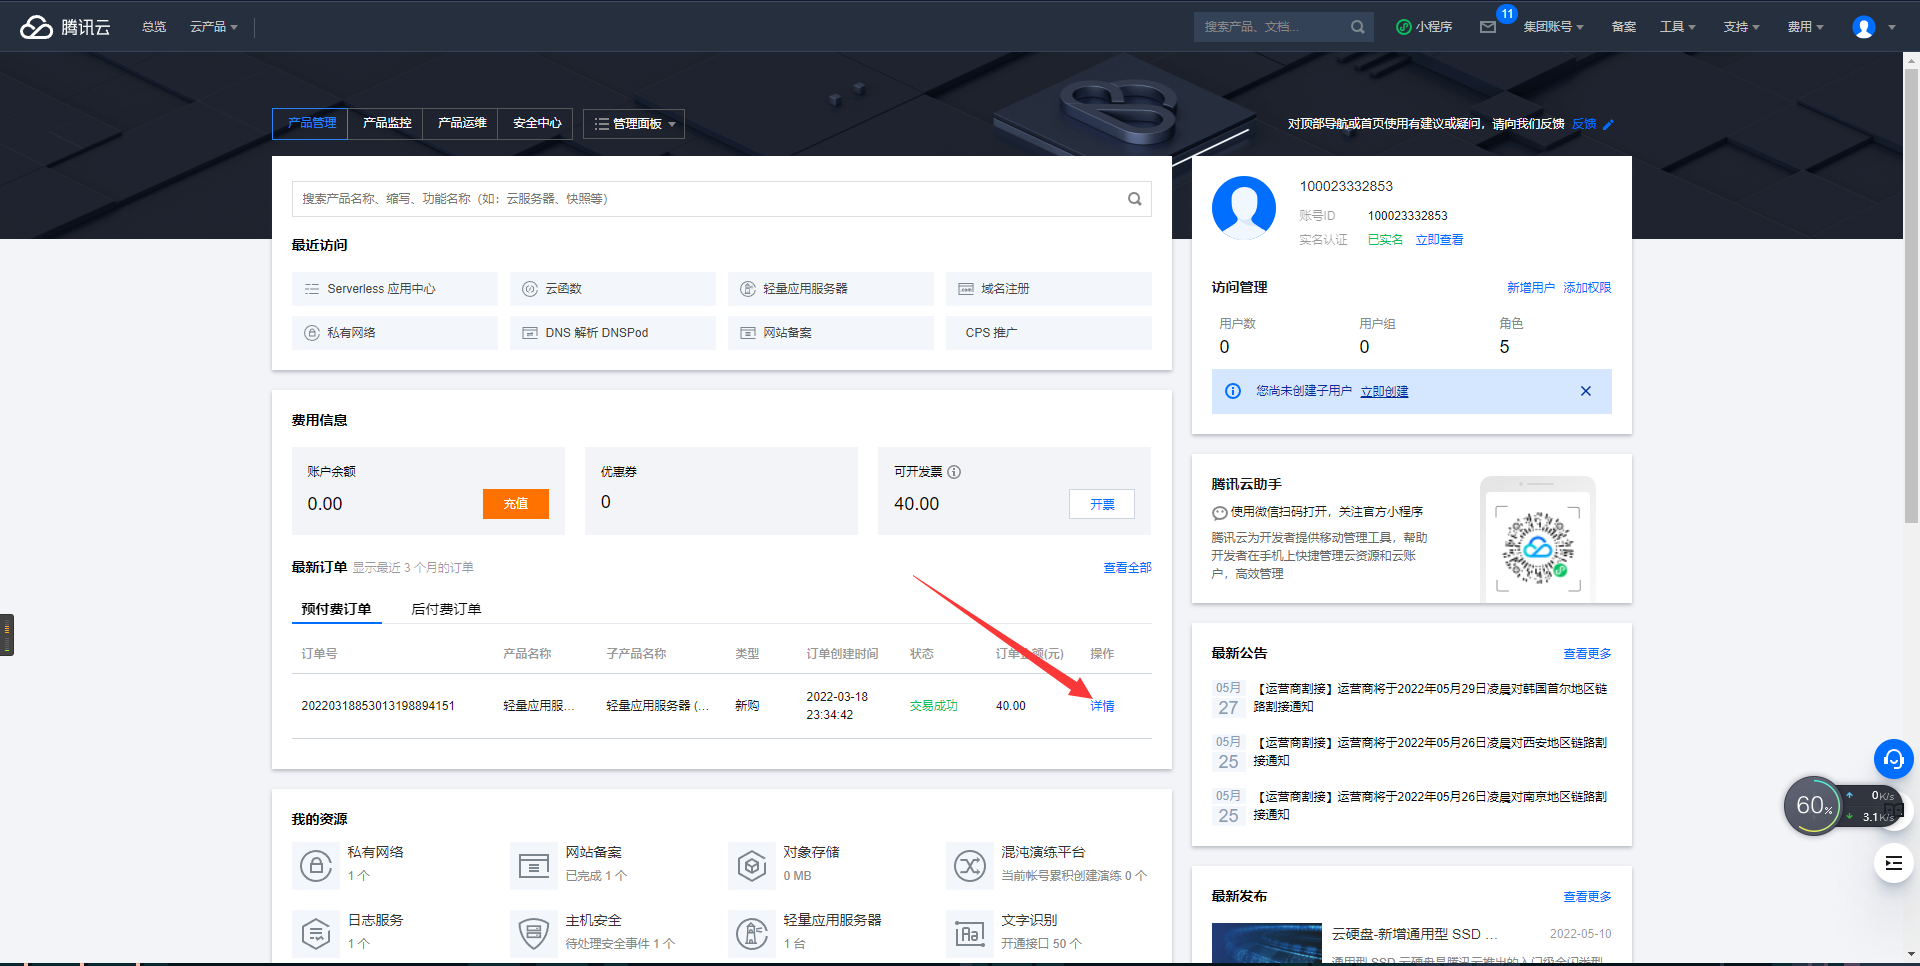 腾讯云
总览
云产品
搜索产品、文档...
小程序
11
集团账号
备案
工具
支持
费用
产品管理
产品监控
产品运维
安全中心
管理面板
对顶部导航或首页使用有建议或疑问，请向我们反馈 反馈
搜索产品名称、缩写、功能名称（如：云服务器、快照等）
最近访问
Serverless 应用中心
云函数
轻量应用服务器
域名注册
私有网络
DNS 解析 DNSPod
网站备案
CPS 推广
费用信息
账户余额
0.00
充值
优惠券
0
可开发票
40.00
开票
最新订单 显示最近 3 个月的订单
查看全部
预付费订单
后付费订单
订单号
产品名称
子产品名称
类型
订单创建时间
状态
订单金额(元)
操作
20220318853013198894151
轻量应用服...
轻量应用服务器 (...
新购
2022-03-18
23:34:42
交易成功
40.00
详情
我的资源
私有网络
1 个
网站备案
已完成 1 个
对象存储
0 MB
混沌演练平台
当前帐号累积创建演练 0 个
日志服务
1 个
主机安全
待处理安全事件 1 个
轻量应用服务器
1 台
文字识别
开通接口 50 个
100023332853
账号ID
100023332853
实名认证
已实名
立即查看
访问管理
新增用户
添加权限
用户数
0
用户组
0
角色
5
您尚未创建子用户 立即创建
腾讯云助手
使用微信扫码打开，关注官方小程序
腾讯云为开发者提供移动管理工具，帮助
开发者在手机上快捷管理云资源和云账
户，高效管理
最新公告
查看更多
05月
27
【运营商割接】运营商将于2022年05月29日凌晨对韩国首尔地区链
路割接通知
05月
25
【运营商割接】运营商将于2022年05月26日凌晨对西安地区链路割
接通知
05月
25
【运营商割接】运营商将于2022年05月26日凌晨对南京地区链路割
接通知
最新发布
查看更多
云硬盘-新增通用型 SSD ...
2022-05-10
60%
0K/s
3.1K/s